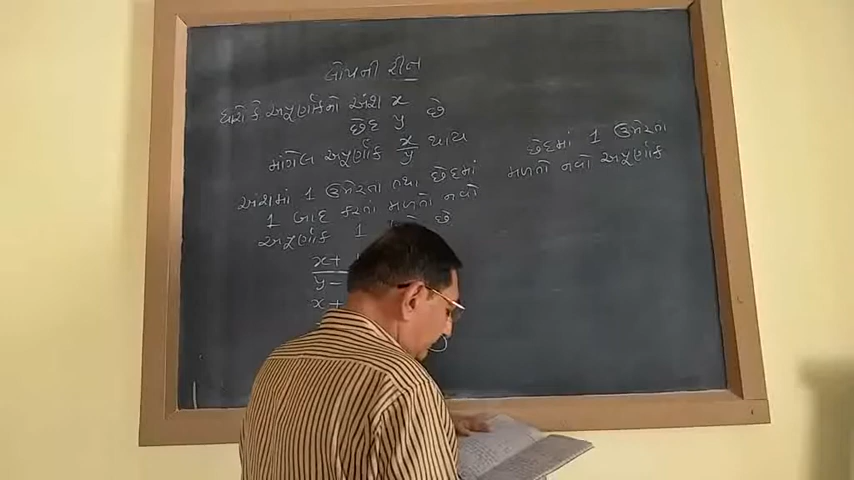 લોપની રીત
ધારો કે અપૂર્ણાંકનો અંશ x
છેદ y છે
માંગેલ અપૂર્ણાંક x/y થાય
અંશમાં 1 ઉમેરતા તથા છેદમાં
1 બાદ કરતાં મળતો નવો
અપૂર્ણાંક 1 છે
x+
y-
x+
છેદમાં 1 ઉમેરતા
મળતો નવો અપૂર્ણાંક